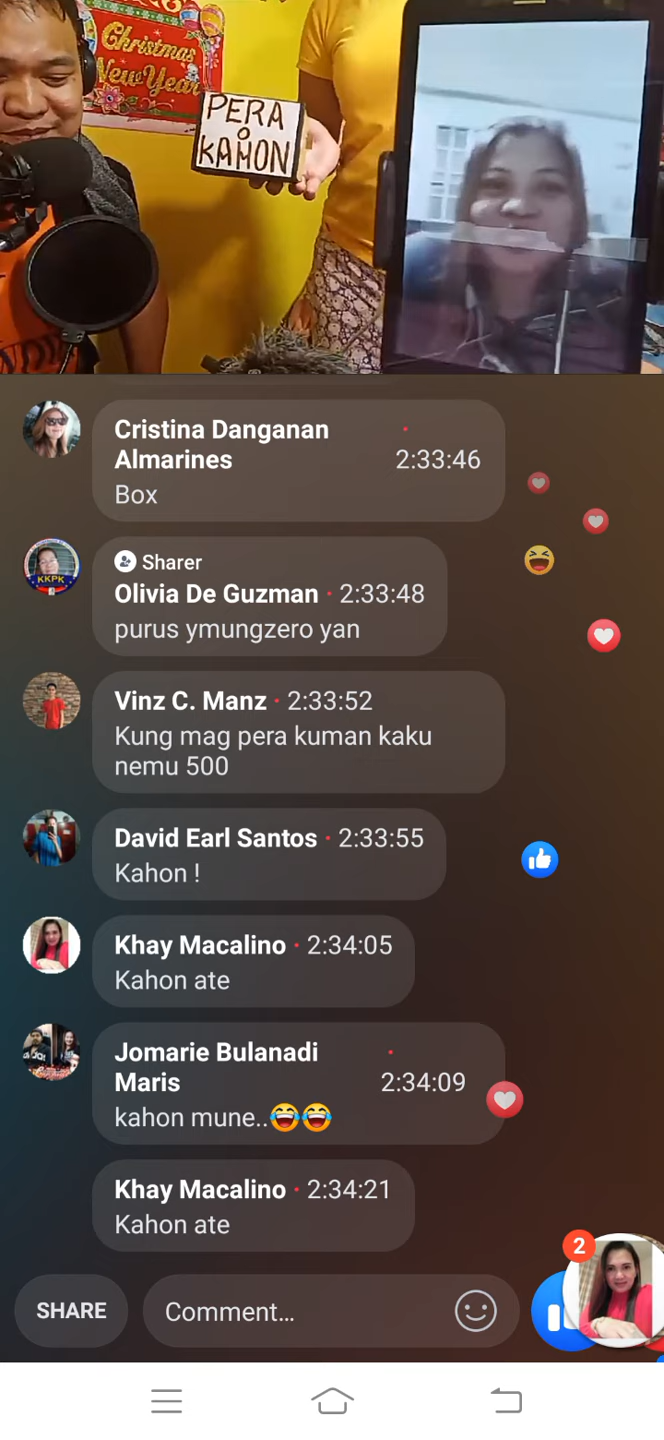 Christmas
New Year
PERA
O
KAHON
Cristina Danganan
Almarines · 2:33:46
Box
Sharer
KKPK
Olivia De Guzman · 2:33:48
purus ymungzero yan
Vinz C. Manz · 2:33:52
Kung mag pera kuman kaku
nemu 500
David Earl Santos · 2:33:55
Kahon !
Khay Macalino · 2:34:05
Kahon ate
Jomarie Bulanadi
Maris · 2:34:09
kahon mune..😂😂
Khay Macalino · 2:34:21
Kahon ate
2
SHARE
Comment...